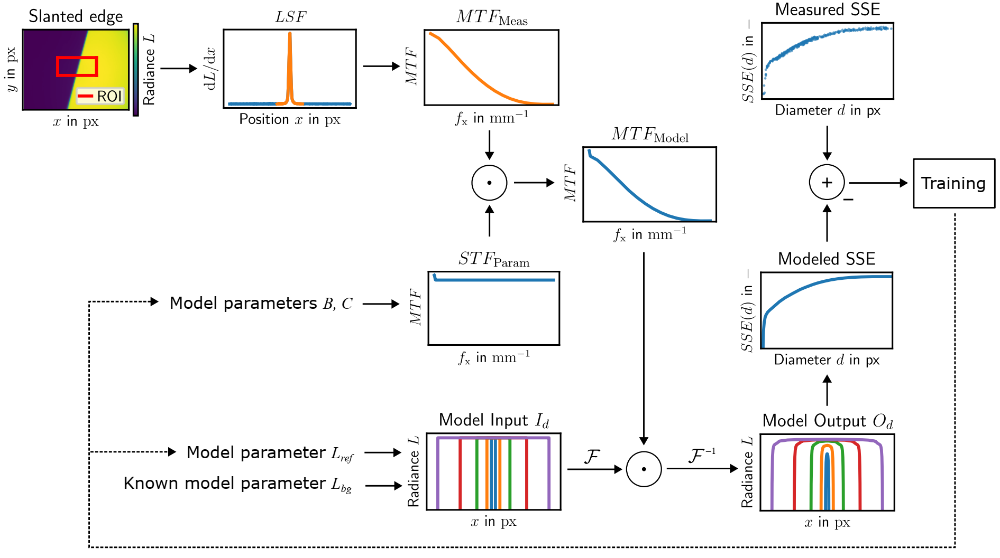 Slanted edge
y in px
ROI
x in px
Radiance L
LSF
dL/dx
Position x in px
MTF_Meas
MTF
f_x in mm⁻¹
Measured SSE
SSE(d) in −
Diameter d in px
MTF_Model
MTF
f_x in mm⁻¹
·
+
−
Training
STF_Param
MTF
f_x in mm⁻¹
Model parameters B, C
Modeled SSE
SSE(d) in −
Diameter d in px
Model parameter L_ref
Known model parameter L_bg
Model Input I_d
Radiance L
x in px
ℱ
·
ℱ⁻¹
Model Output O_d
Radiance L
x in px